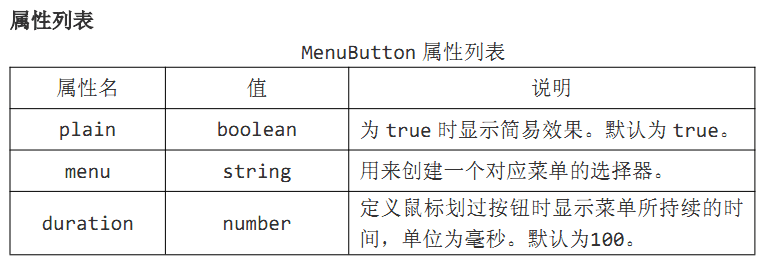 属性列表
MenuButton 属性列表
属性名 值 说明
plain boolean 为 true 时显示简易效果。默认为 true。
menu string 用来创建一个对应菜单的选择器。
duration number 定义鼠标划过按钮时显示菜单所持续的时
间，单位为毫秒。默认为100。